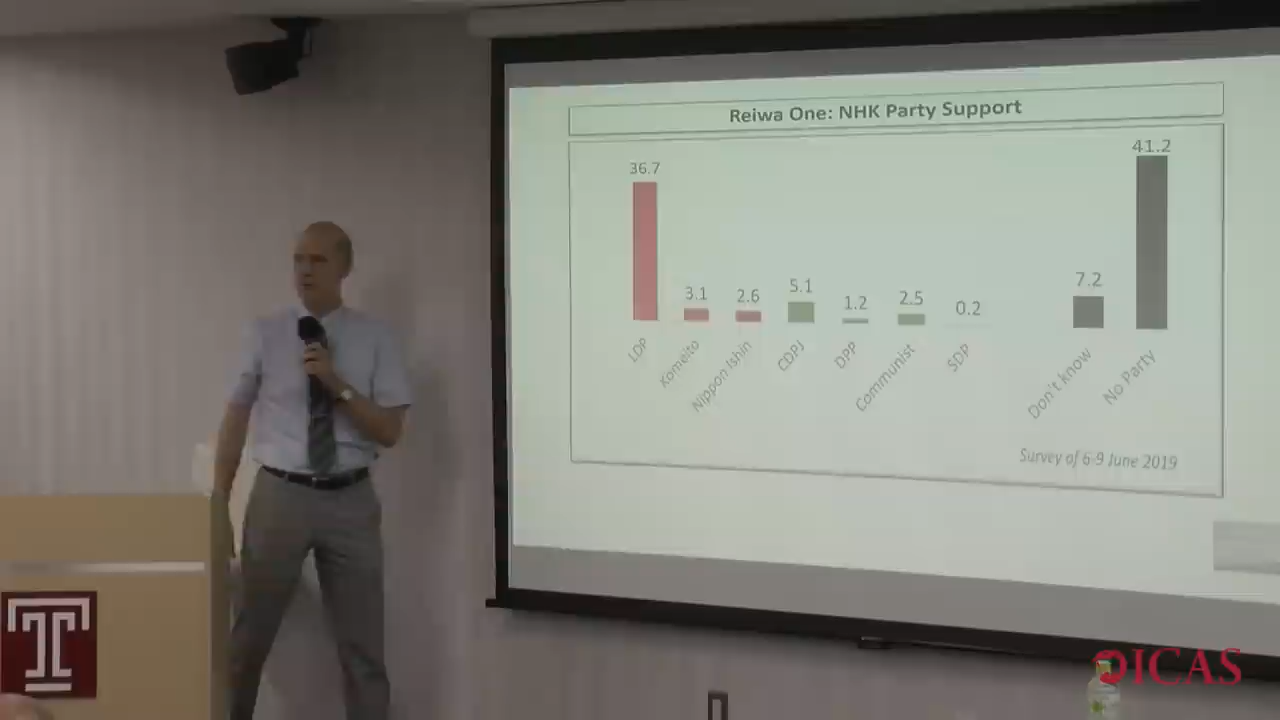 Reiwa One: NHK Party Support
36.7
3.1
2.6
5.1
1.2
2.5
0.2
7.2
41.2
LDP
Komeito
Nippon Ishin
CDPJ
DPP
Communist
SDP
Don't know
No Party
Survey of 6-9 June 2019
T
ICAS